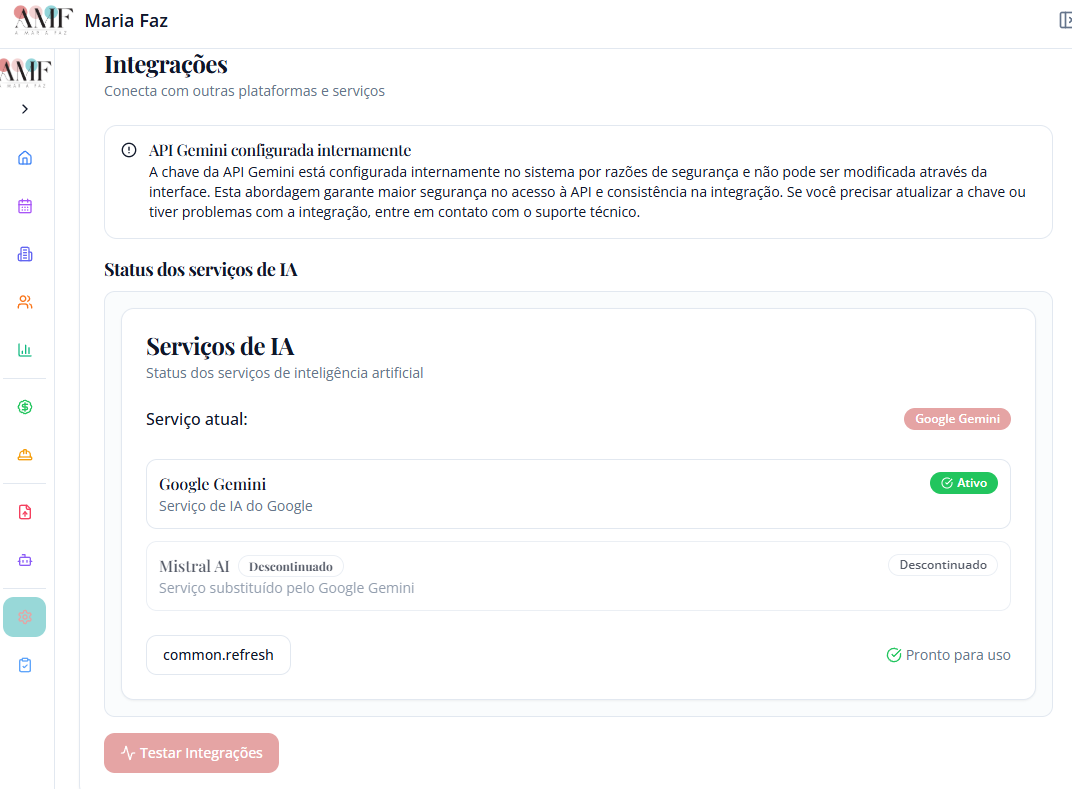 AMF
A MAR A FAZ
Maria Faz
AMF
A MAR A FAZ
Integrações
Conecta com outras plataformas e serviços
API Gemini configurada internamente
A chave da API Gemini está configurada internamente no sistema por razões de segurança e não pode ser modificada através da
interface. Esta abordagem garante maior segurança no acesso à API e consistência na integração. Se você precisar atualizar a chave ou
tiver problemas com a integração, entre em contato com o suporte técnico.
Status dos serviços de IA
Serviços de IA
Status dos serviços de inteligência artificial
Serviço atual:
Google Gemini
Google Gemini
Ativo
Serviço de IA do Google
Mistral AI
Descontinuado
Descontinuado
Serviço substituído pelo Google Gemini
common.refresh
Pronto para uso
Testar Integrações